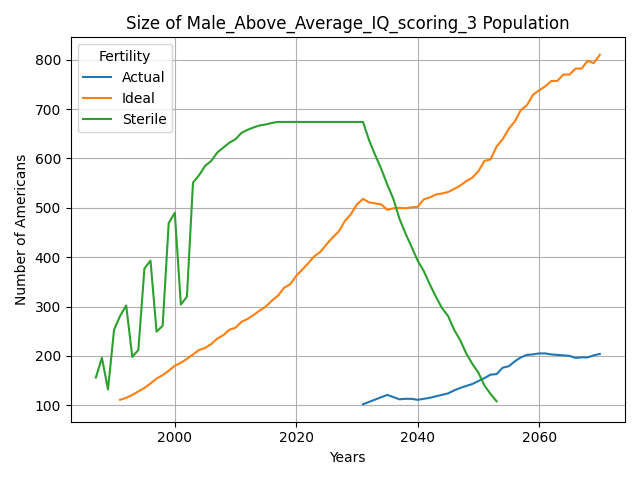 Size of Male_Above_Average_IQ_scoring_3 Population
Fertility
Actual
Ideal
Sterile
Number of Americans
800
700
600
500
400
300
200
100
2000
2020
2040
2060
Years